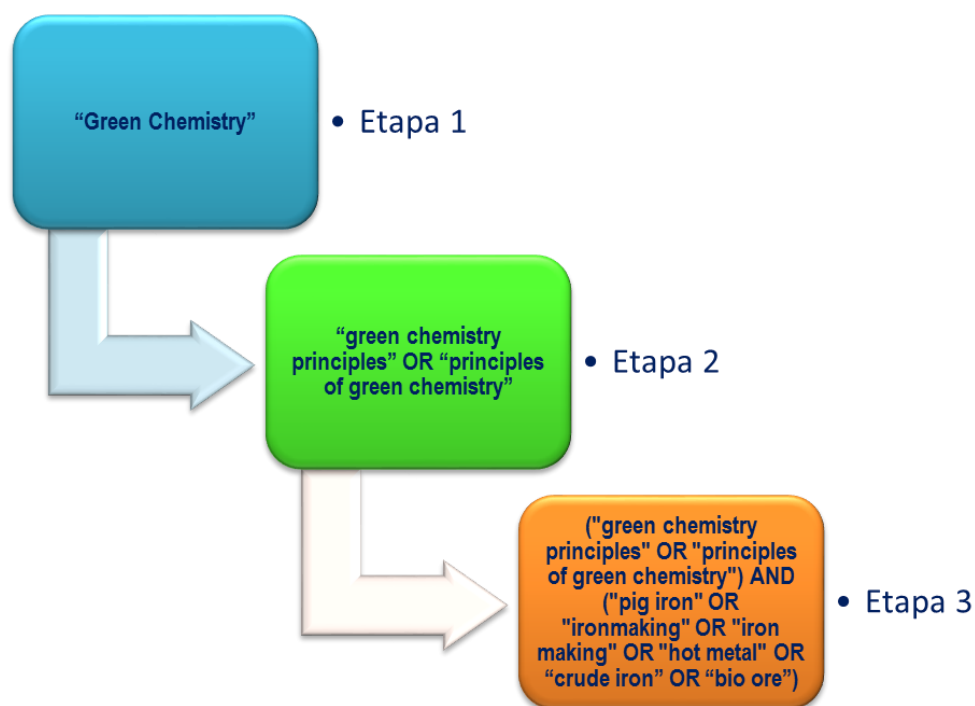 “Green Chemistry”
• Etapa 1
“green chemistry
principles” OR “principles
of green chemistry”
• Etapa 2
("green chemistry
principles" OR "principles
of green chemistry") AND
("pig iron" OR
"ironmaking" OR "iron
making" OR "hot metal" OR
“crude iron” OR “bio ore”)
• Etapa 3